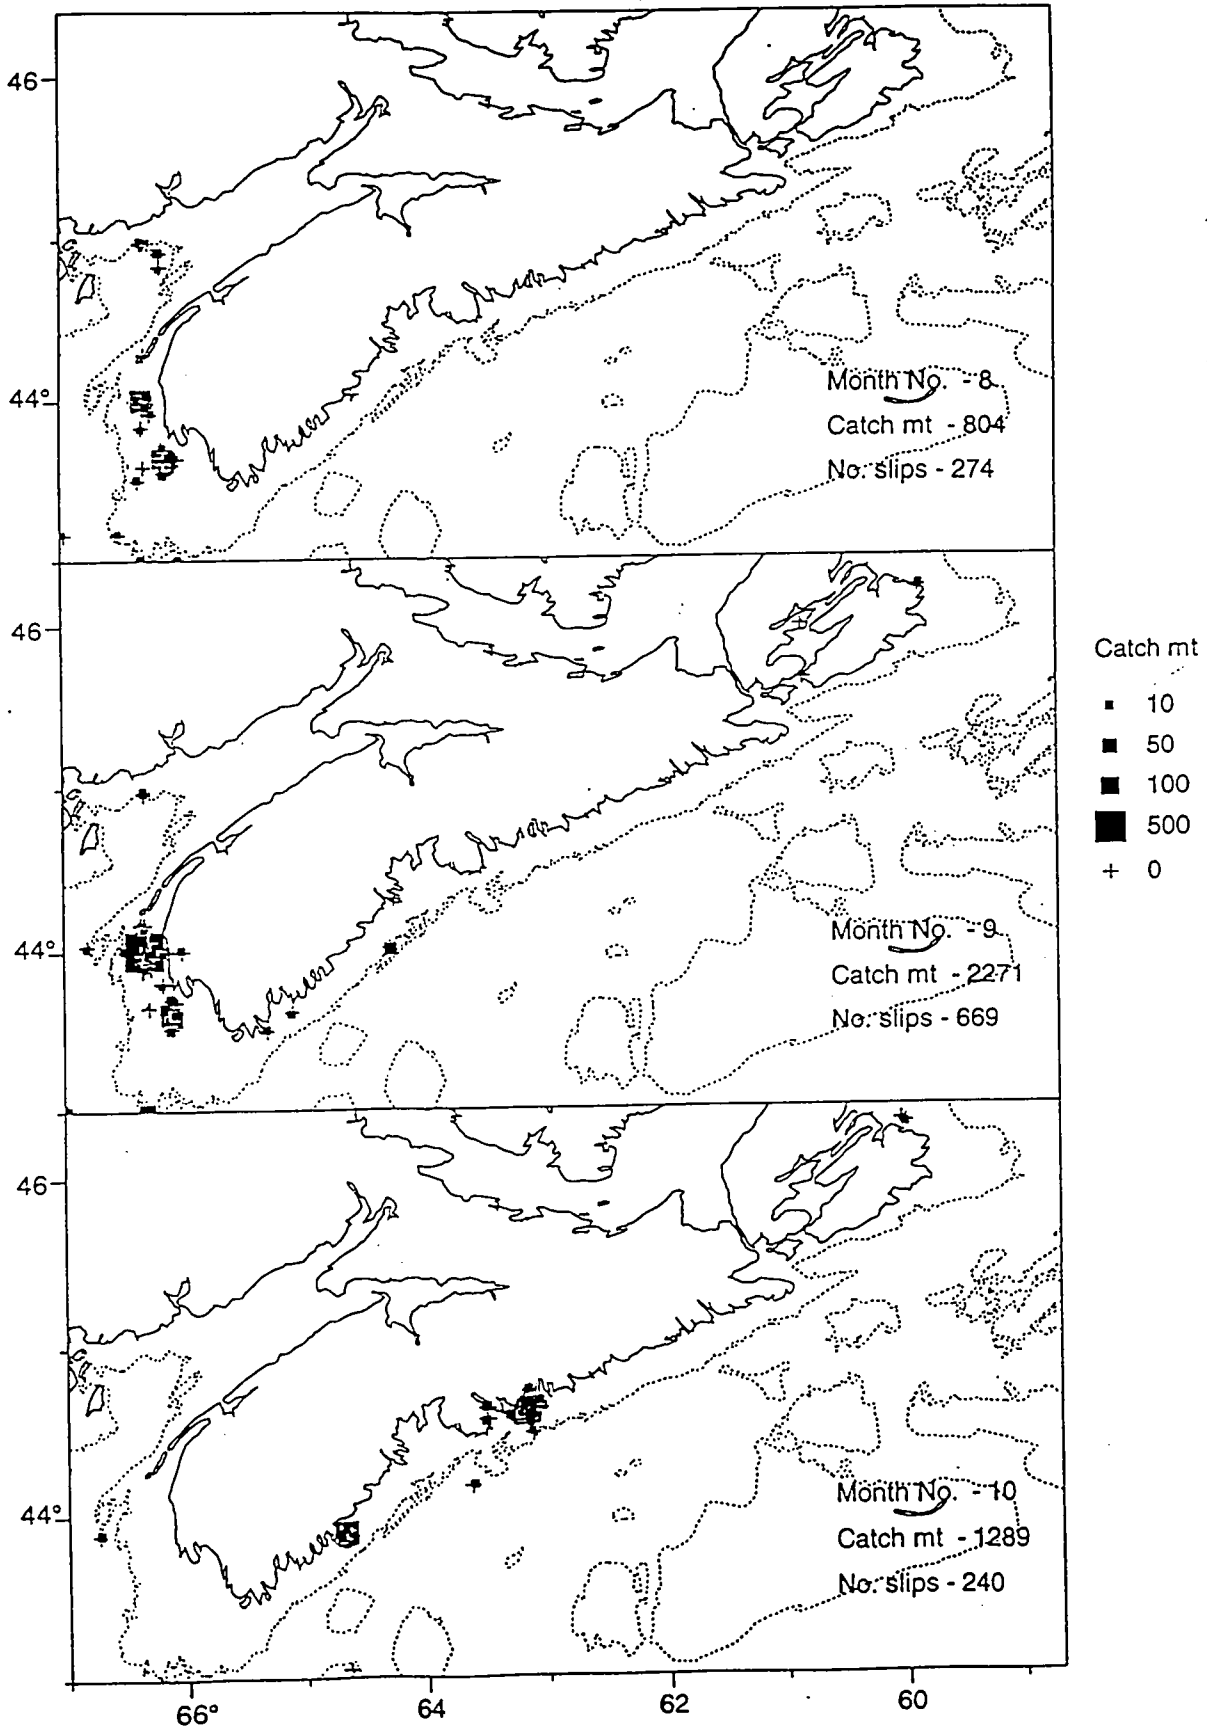 46
44°
Month No. - 8
Catch mt - 804
No. slips - 274
46
44°
Month No. - 9
Catch mt - 2271
No. slips - 669
Catch mt
10
50
100
500
+ 0
46
44°
Month No. - 10
Catch mt - 1289
No. slips - 240
66° 64 62 60